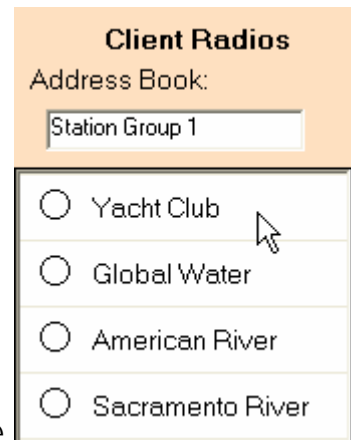 Client Radios
Address Book:
Station Group 1
Yacht Club
Global Water
American River
Sacramento River